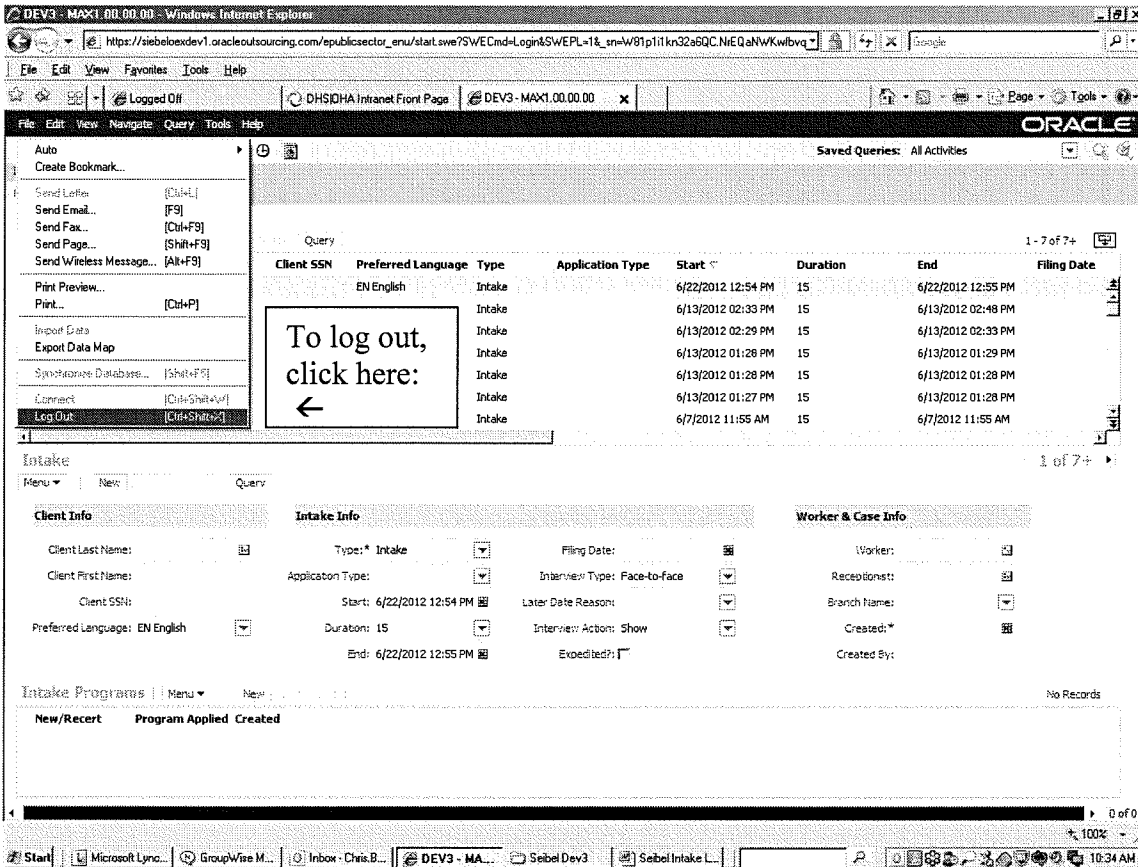 DEV3 - MAX1.00.00.00 - Windows Internet Explorer
Google
File Edit View Favorites Tools Help
Logged Off DHS|OHA Intranet Front Page DEV3 - MAX1.00.00.00 x Page Tools
File Edit View Navigate Query Tools Help ORACLE
Auto Saved Queries: All Activities
Create Bookmark...
Send Letter [Ctrl+L]
Send Email... [F9]
Send Fax... [Ctrl+F9]
Send Page... [Shift+F9] Query 1 - 7 of 7+
Send Wireless Message... [Alt+F9]
Client SSN Preferred Language Type Application Type Start Duration End Filing Date
Print Preview... EN English Intake 6/22/2012 12:54 PM 15 6/22/2012 12:55 PM
Print... [Ctrl+P] Intake 6/13/2012 02:33 PM 15 6/13/2012 02:48 PM
Import Data Intake 6/13/2012 02:29 PM 15 6/13/2012 02:33 PM
Export Data Map Intake 6/13/2012 01:28 PM 15 6/13/2012 01:29 PM
Synchronize Database... [Shift+F5] Intake 6/13/2012 01:28 PM 15 6/13/2012 01:28 PM
Connect [Ctrl+Shift+W] Intake 6/13/2012 01:27 PM 15 6/13/2012 01:28 PM
Log Out [Ctrl+Shift+X] Intake 6/7/2012 11:55 AM 15 6/7/2012 11:55 AM
To log out,
click here:
←
Intake 1 of 7+
Menu New Query
Client Info Intake Info Worker & Case Info
Client Last Name: Type:* Intake Filing Date: Worker:
Client First Name: Application Type: Interview Type: Face-to-face Receptionist:
Client SSN: Start: 6/22/2012 12:54 PM Later Date Reason: Branch Name:
Preferred Language: EN English Duration: 15 Interview Action: Show Created:*
End: 6/22/2012 12:55 PM Expedited?: Created By:
Intake Programs Menu New No Records
New/Recert Program Applied Created
0 of 0
100%
Start Microsoft Lync... GroupWise M... Inbox - Chris.B... DEV3 - MA... Seibel Dev3 Seibel Intake L... 10:34 AM